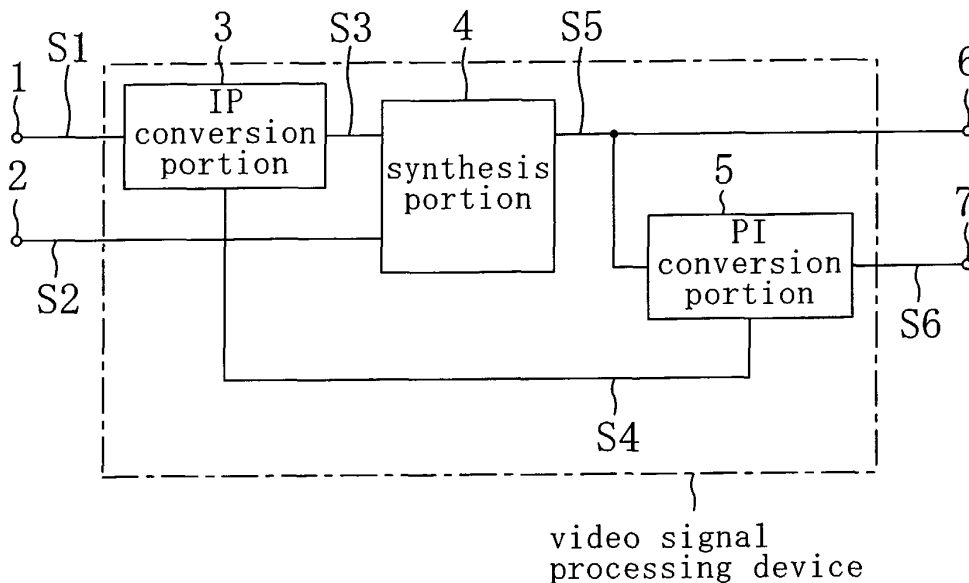 3
S3
4
S5
6
1
S1
IP
conversion
portion
synthesis
portion
2
S2
5
PI
conversion
portion
7
S6
S4
video signal
processing device